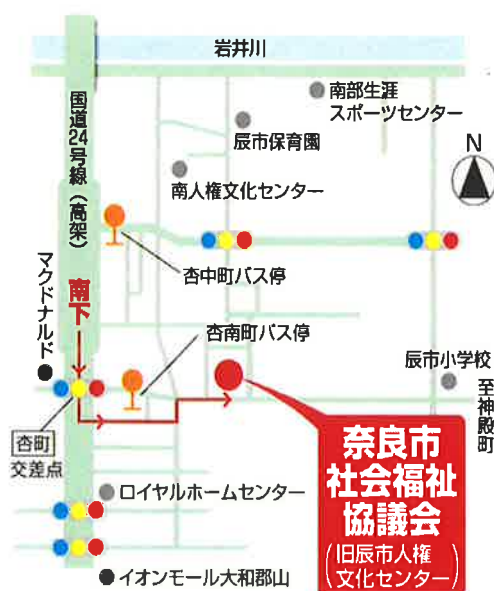 岩井川
南部生涯
スポーツセンター
国道24号線（高架）
辰市保育園
N
南人権文化センター
杏中町バス停
マクドナルド
南下
杏南町バス停
辰市小学校
至神殿町
杏町
交差点
奈良市
社会福祉
協議会
（旧辰市人権
文化センター）
ロイヤルホームセンター
イオンモール大和郡山